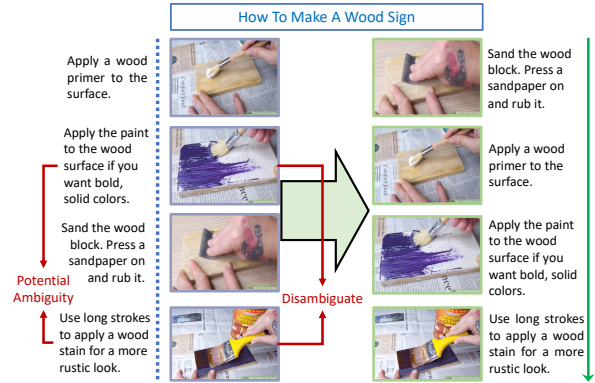 How To Make A Wood Sign
Apply a wood
primer to the
surface.
Apply the paint
to the wood
surface if you
want bold,
solid colors.
Sand the wood
block. Press a
sandpaper on
and rub it.
Use long strokes
to apply a wood
stain for a more
rustic look.
Potential
Ambiguity
Disambiguate
Sand the wood
block. Press a
sandpaper on
and rub it.
Apply a wood
primer to the
surface.
Apply the paint
to the wood
surface if you
want bold, solid
colors.
Use long strokes
to apply a wood
stain for a more
rustic look.